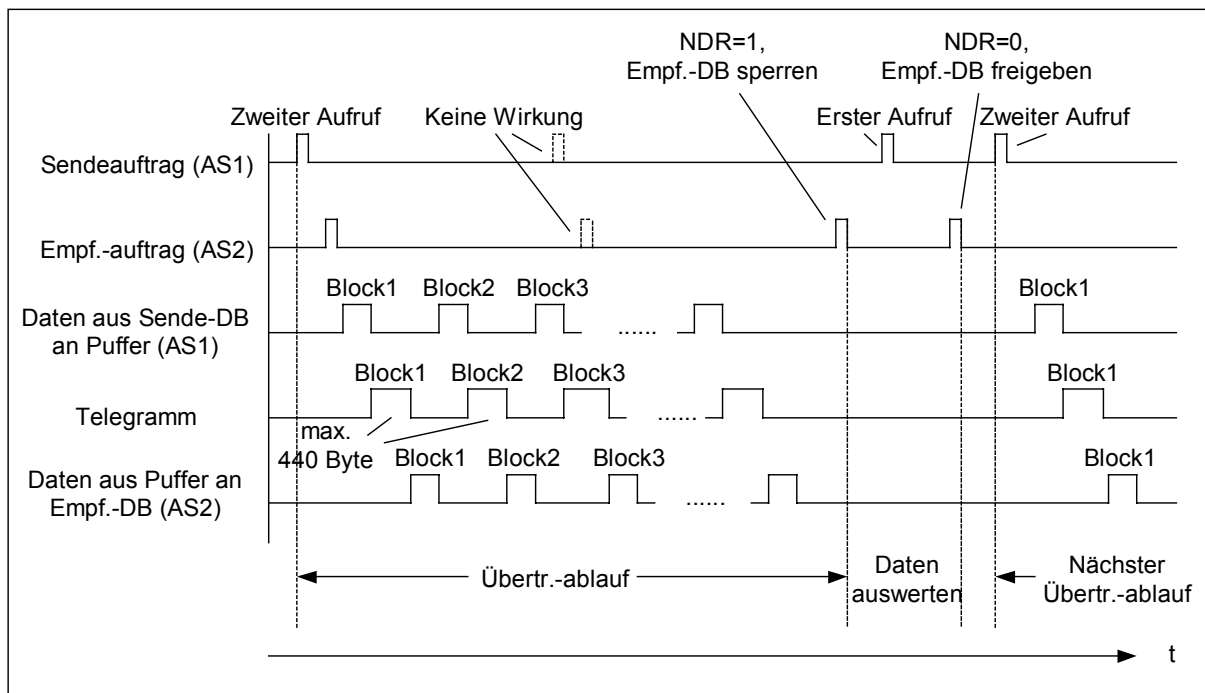 NDR=1,
Empf.-DB sperren
NDR=0,
Empf.-DB freigeben
Zweiter Aufruf
Keine Wirkung
Erster Aufruf
Zweiter Aufruf
Sendeauftrag (AS1)
Empf.-auftrag (AS2)
Block1
Block2
Block3
Block1
Daten aus Sende-DB
an Puffer (AS1)
......
Block1
Block2
Block3
Block1
Telegramm
......
max.
440 Byte
Block1
Block2
Block3
Block1
Daten aus Puffer an
Empf.-DB (AS2)
......
Übertr.-ablauf
Daten
auswerten
Nächster
Übertr.-ablauf
t